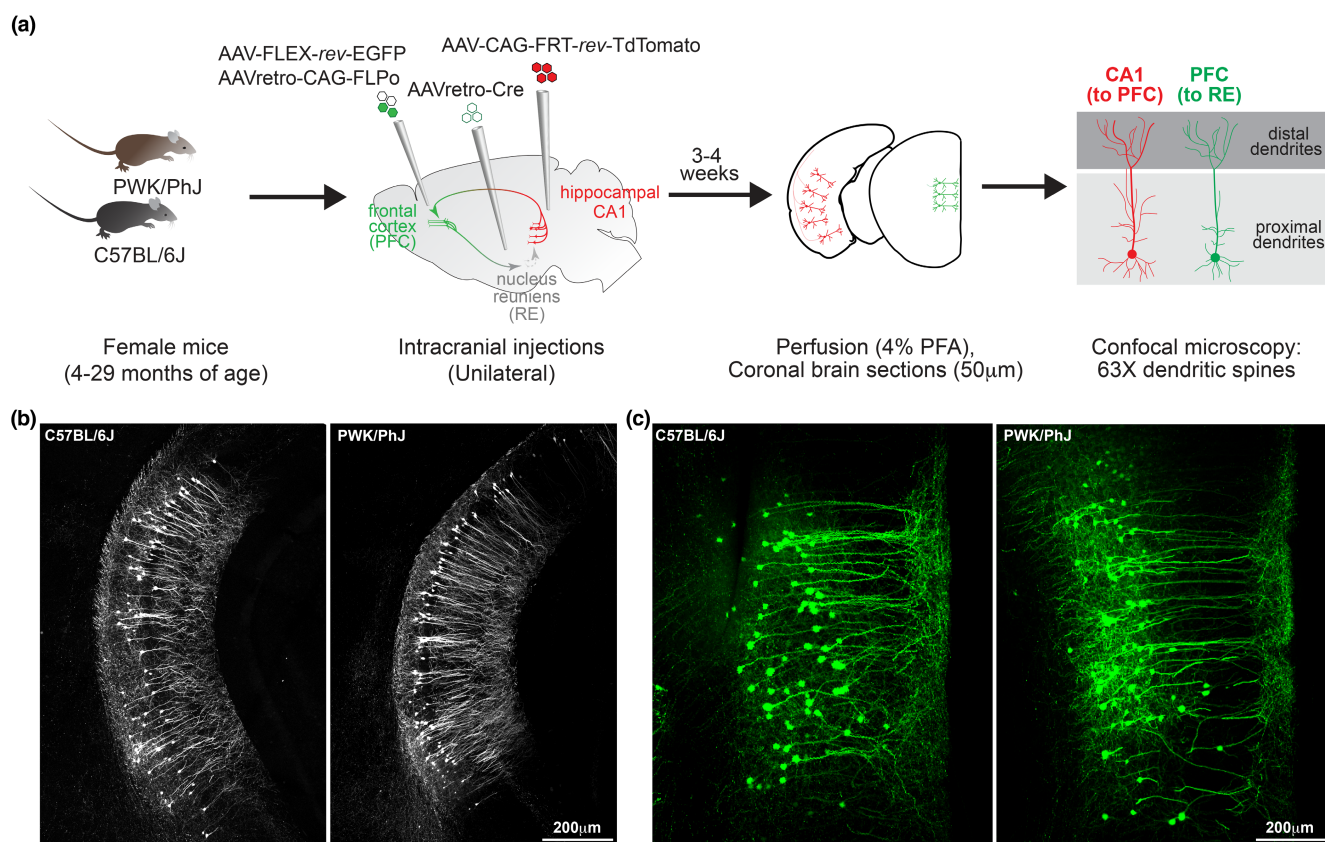 (a)
AAV-FLEX-rev-EGFP
AAVretro-CAG-FLPo
AAVretro-Cre
AAV-CAG-FRT-rev-TdTomato
PWK/PhJ
C57BL/6J
frontal
cortex
(PFC)
hippocampal
CA1
nucleus
reuniens
(RE)
3-4
weeks
CA1
(to PFC)
PFC
(to RE)
distal
dendrites
proximal
dendrites
Female mice
(4-29 months of age)
Intracranial injections
(Unilateral)
Perfusion (4% PFA),
Coronal brain sections (50μm)
Confocal microscopy:
63X dendritic spines
(b)
C57BL/6J
PWK/PhJ
200μm
(c)
C57BL/6J
PWK/PhJ
200μm